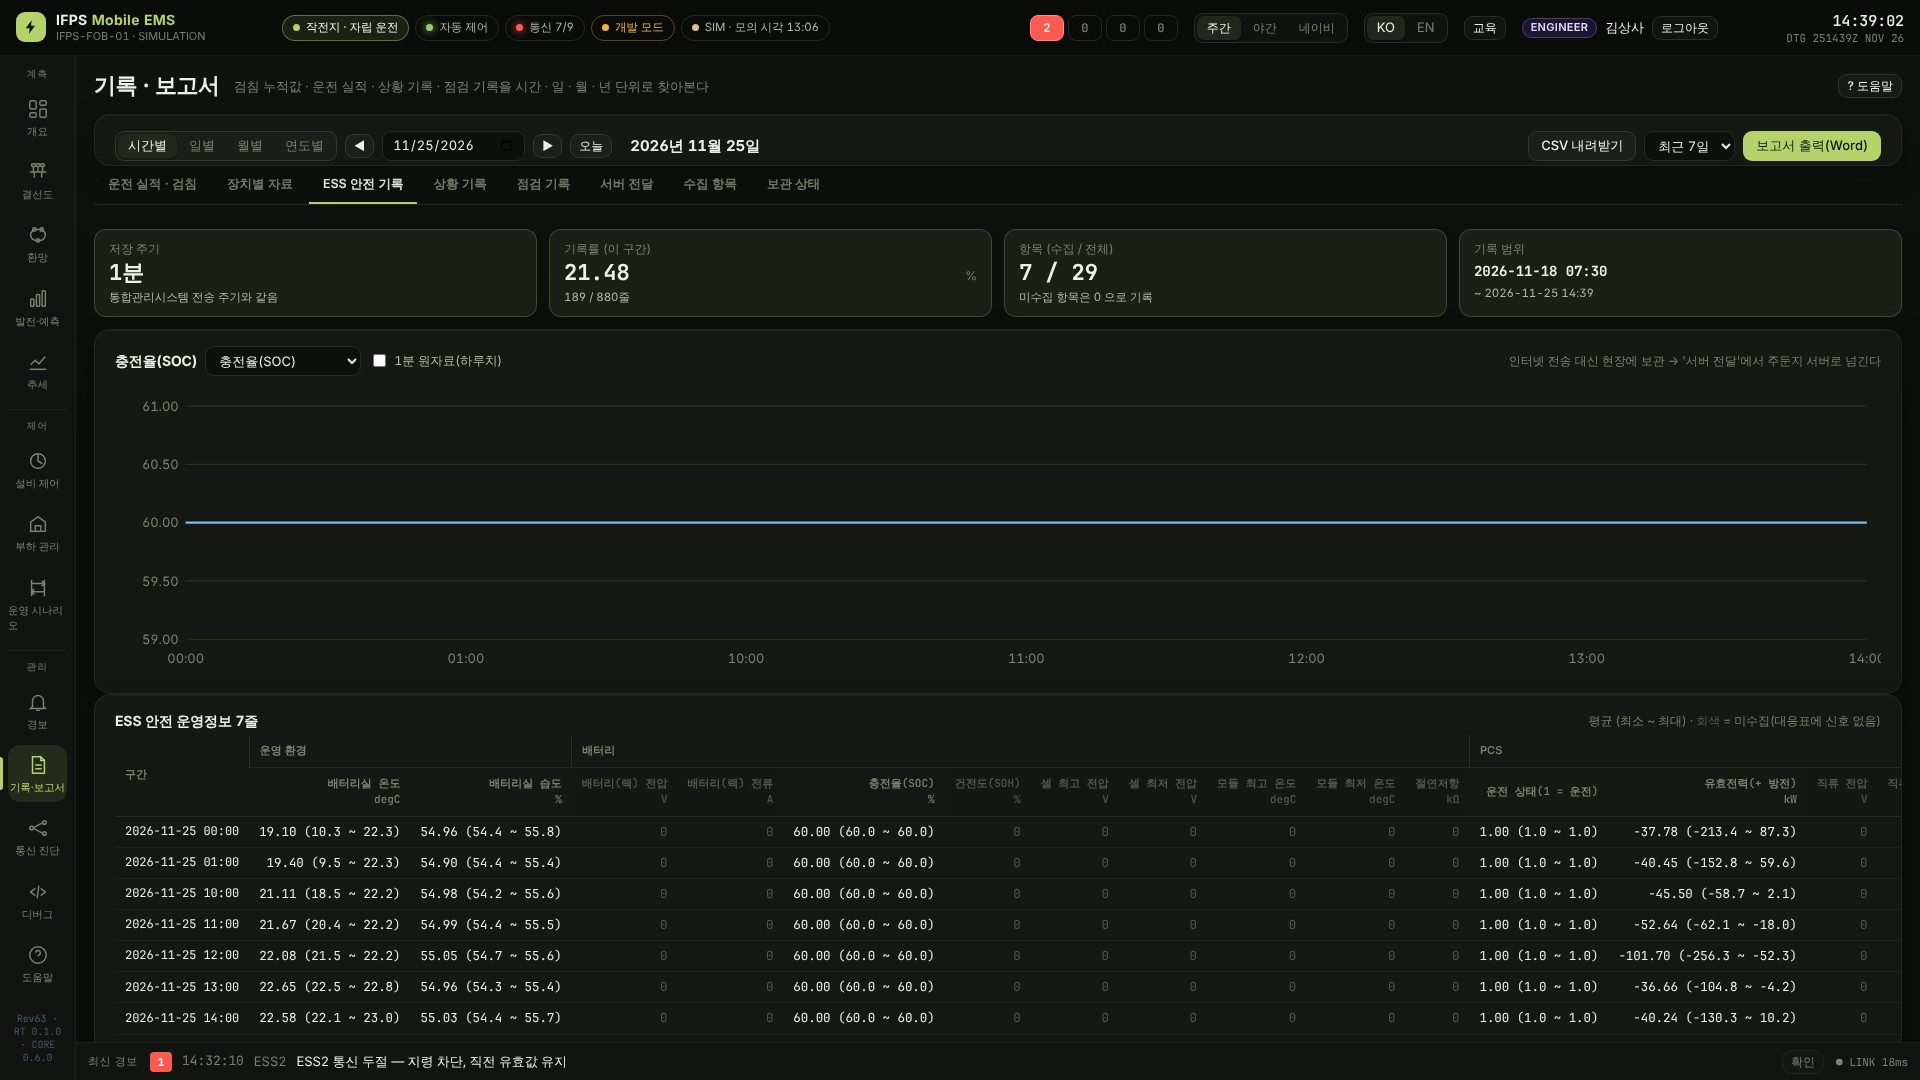 IFPS Mobile EMS
IFPS-FOB-01 · SIMULATION
작전지 · 자립 운전
자동 제어
통신 7/9
개발 모드
SIM · 모의 시각 13:06
2 0 0 0
주간 야간 네이비
KO EN
교육
ENGINEER 김상사 로그아웃
14:39:02
DTG 251439Z NOV 26
계측
개요
결선도
환망
발전·예측
추세
제어
설비 제어
부하 관리
운영 시나리
오
관리
경보
기록·보고서
통신 진단
디버그
도움말
Rev63 ·
RT 0.1.0
· CORE
0.6.0
기록 · 보고서 검침 누적값 · 운전 실적 · 상황 기록 · 점검 기록을 시간 · 일 · 월 · 년 단위로 찾아본다
? 도움말
시간별 일별 월별 연도별 ◀ 11/25/2026 ▶ 오늘 2026년 11월 25일
CSV 내려받기 최근 7일 보고서 출력(Word)
운전 실적 · 검침 장치별 자료 ESS 안전 기록 상황 기록 점검 기록 서버 전달 수집 항목 보관 상태
저장 주기
1분
통합관리시스템 전송 주기와 같음
기록률 (이 구간)
21.48 %
189 / 880줄
항목 (수집 / 전체)
7 / 29
미수집 항목은 0 으로 기록
기록 범위
2026-11-18 07:30
~ 2026-11-25 14:39
충전율(SOC) 충전율(SOC) 1분 원자료(하루치)
인터넷 전송 대신 현장에 보관 → '서버 전달'에서 주둔지 서버로 넘긴다
61.00
60.50
60.00
59.50
59.00
00:00 01:00 10:00 11:00 12:00 13:00 14:00
ESS 안전 운영정보 7줄
평균 (최소 ~ 최대) · 회색 = 미수집(대응표에 신호 없음)
구간 운영 환경 배터리 PCS
배터리실 온도 배터리실 습도 배터리(랙) 전압 배터리(랙) 전류 충전율(SOC) 건전도(SOH) 셀 최고 전압 셀 최저 전압 모듈 최고 온도 모듈 최저 온도 절연저항 운전 상태(1 = 운전) 유효전력(+ 방전) 직류 전압
degC % V A % % V V degC degC kΩ kW V
2026-11-25 00:00 19.10 (10.3 ~ 22.3) 54.96 (54.4 ~ 55.8) 0 0 60.00 (60.0 ~ 60.0) 0 0 0 0 0 0 1.00 (1.0 ~ 1.0) -37.78 (-213.4 ~ 87.3) 0
2026-11-25 01:00 19.40 (9.5 ~ 22.3) 54.90 (54.4 ~ 55.4) 0 0 60.00 (60.0 ~ 60.0) 0 0 0 0 0 0 1.00 (1.0 ~ 1.0) -40.45 (-152.8 ~ 59.6) 0
2026-11-25 10:00 21.11 (18.5 ~ 22.2) 54.98 (54.2 ~ 55.6) 0 0 60.00 (60.0 ~ 60.0) 0 0 0 0 0 0 1.00 (1.0 ~ 1.0) -45.50 (-58.7 ~ 2.1) 0
2026-11-25 11:00 21.67 (20.4 ~ 22.2) 54.99 (54.4 ~ 55.5) 0 0 60.00 (60.0 ~ 60.0) 0 0 0 0 0 0 1.00 (1.0 ~ 1.0) -52.64 (-62.1 ~ -18.0) 0
2026-11-25 12:00 22.08 (21.5 ~ 22.2) 55.05 (54.7 ~ 55.6) 0 0 60.00 (60.0 ~ 60.0) 0 0 0 0 0 0 1.00 (1.0 ~ 1.0) -101.70 (-256.3 ~ -52.3) 0
2026-11-25 13:00 22.65 (22.5 ~ 22.8) 54.96 (54.3 ~ 55.4) 0 0 60.00 (60.0 ~ 60.0) 0 0 0 0 0 0 1.00 (1.0 ~ 1.0) -36.66 (-104.8 ~ -4.2) 0
2026-11-25 14:00 22.58 (22.1 ~ 23.0) 55.03 (54.4 ~ 55.7) 0 0 60.00 (60.0 ~ 60.0) 0 0 0 0 0 0 1.00 (1.0 ~ 1.0) -40.24 (-130.3 ~ 10.2) 0
최신 경보 1 14:32:10 ESS2 ESS2 통신 두절 — 지령 차단, 직전 유효값 유지
확인 LINK 18ms